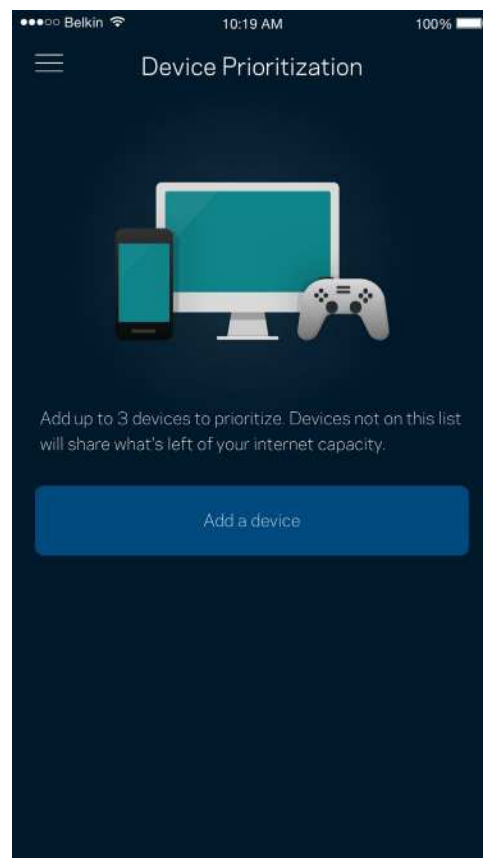 Belkin 10:19 AM 100%
Device Prioritization
Add up to 3 devices to prioritize. Devices not on this list
will share what's left of your internet capacity.
Add a device